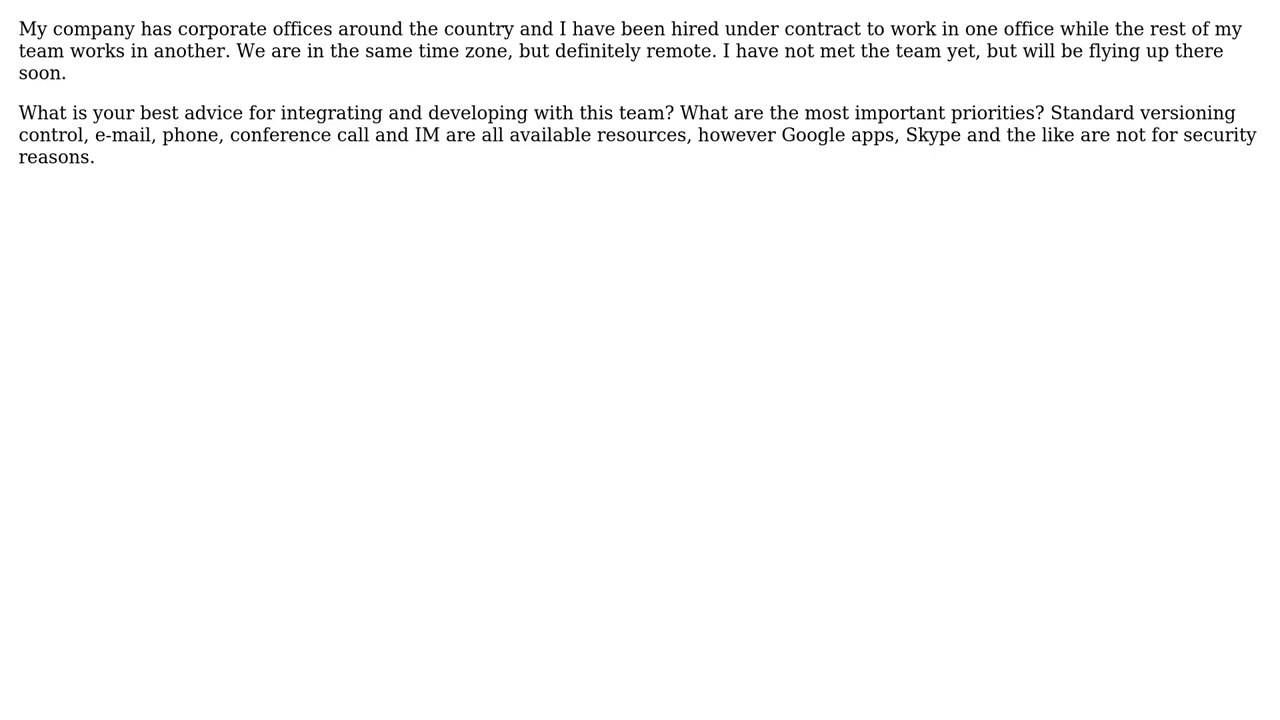 My company has corporate offices around the country and I have been hired under contract to work in one office while the rest of my
team works in another. We are in the same time zone, but definitely remote. I have not met the team yet, but will be flying up there
soon.
What is your best advice for integrating and developing with this team? What are the most important priorities? Standard versioning
control, e-mail, phone, conference call and IM are all available resources, however Google apps, Skype and the like are not for security
reasons.